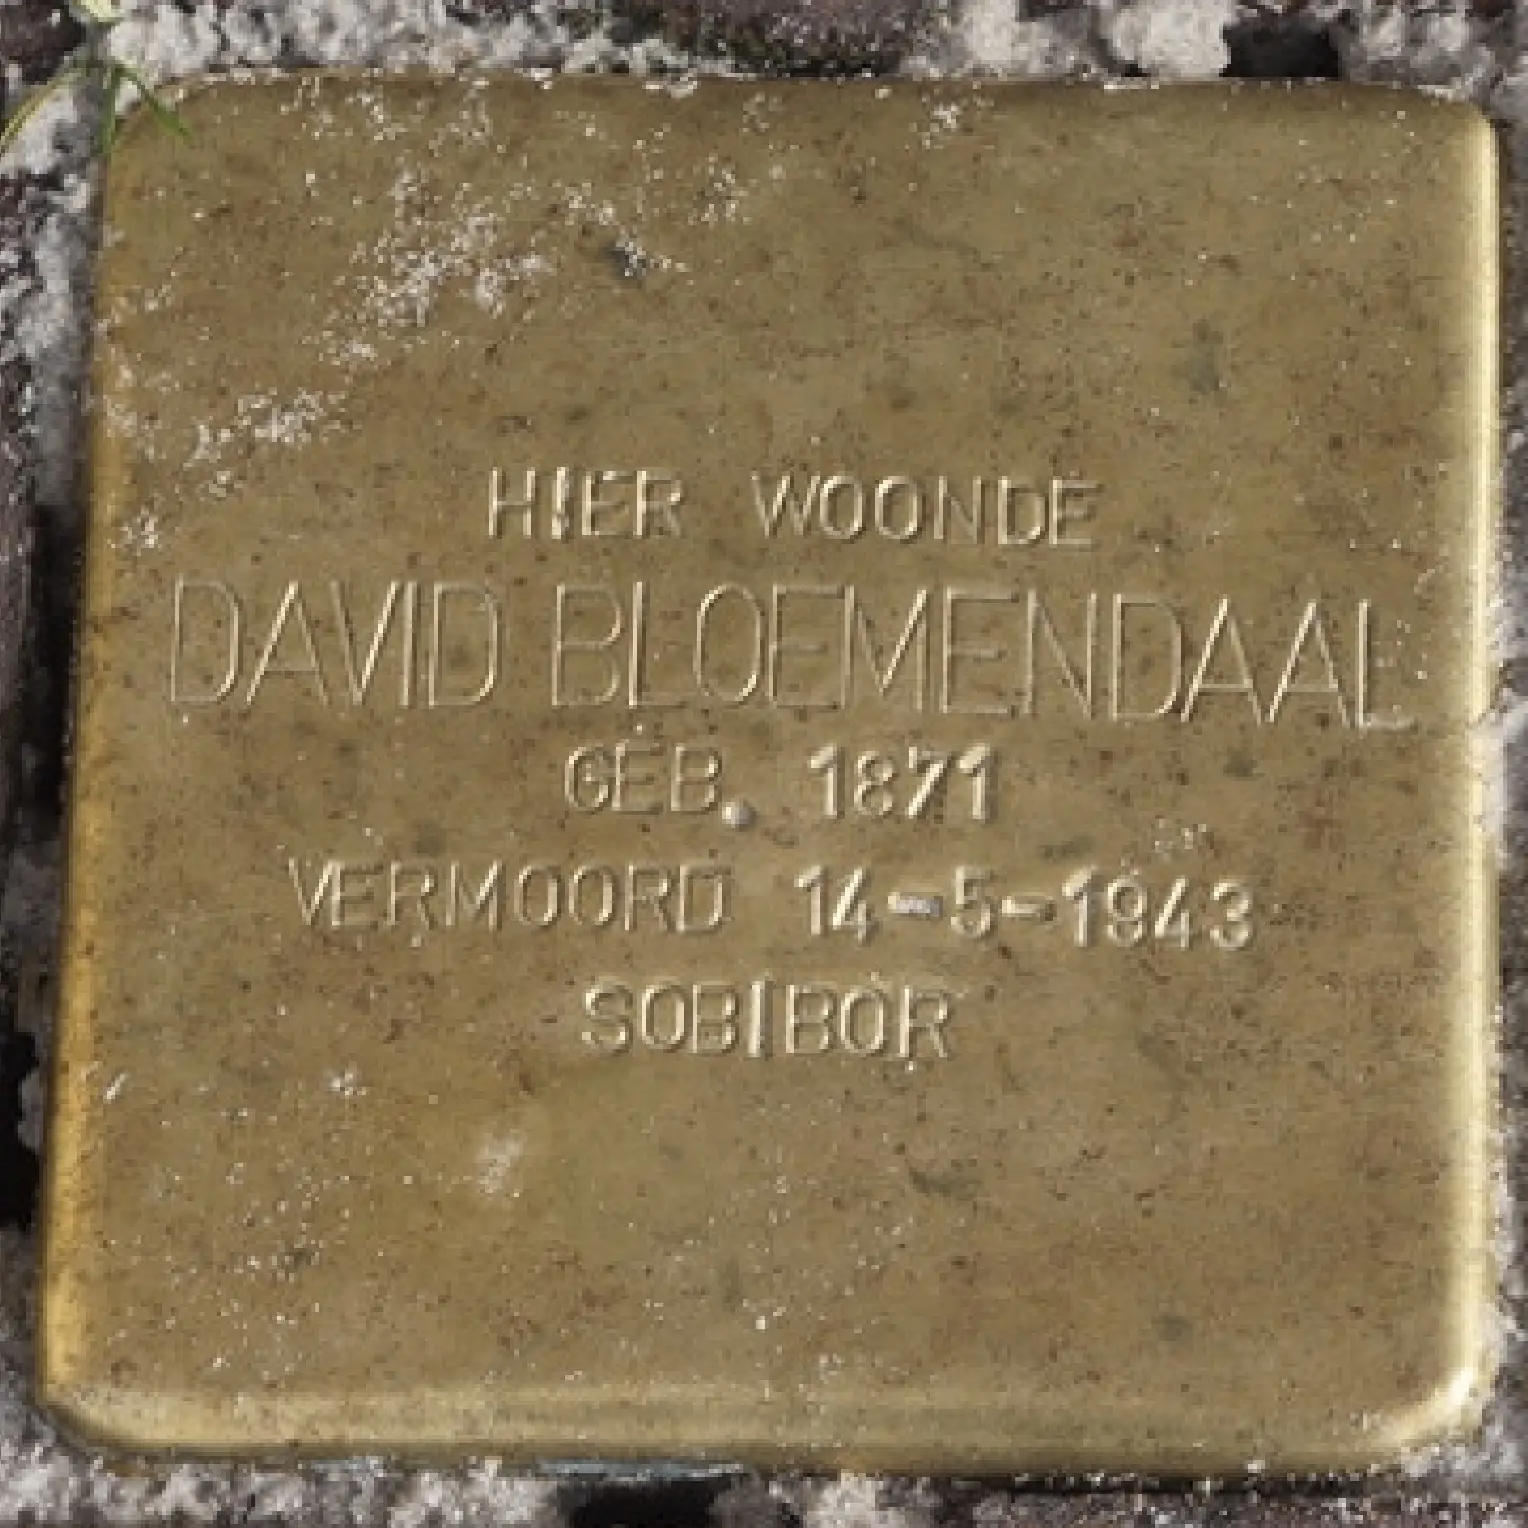 HIER WOONDE
DAVID BLOEMENDAAL
GEB. 1871
VERMOORD 14-5-1943
SOBIBOR